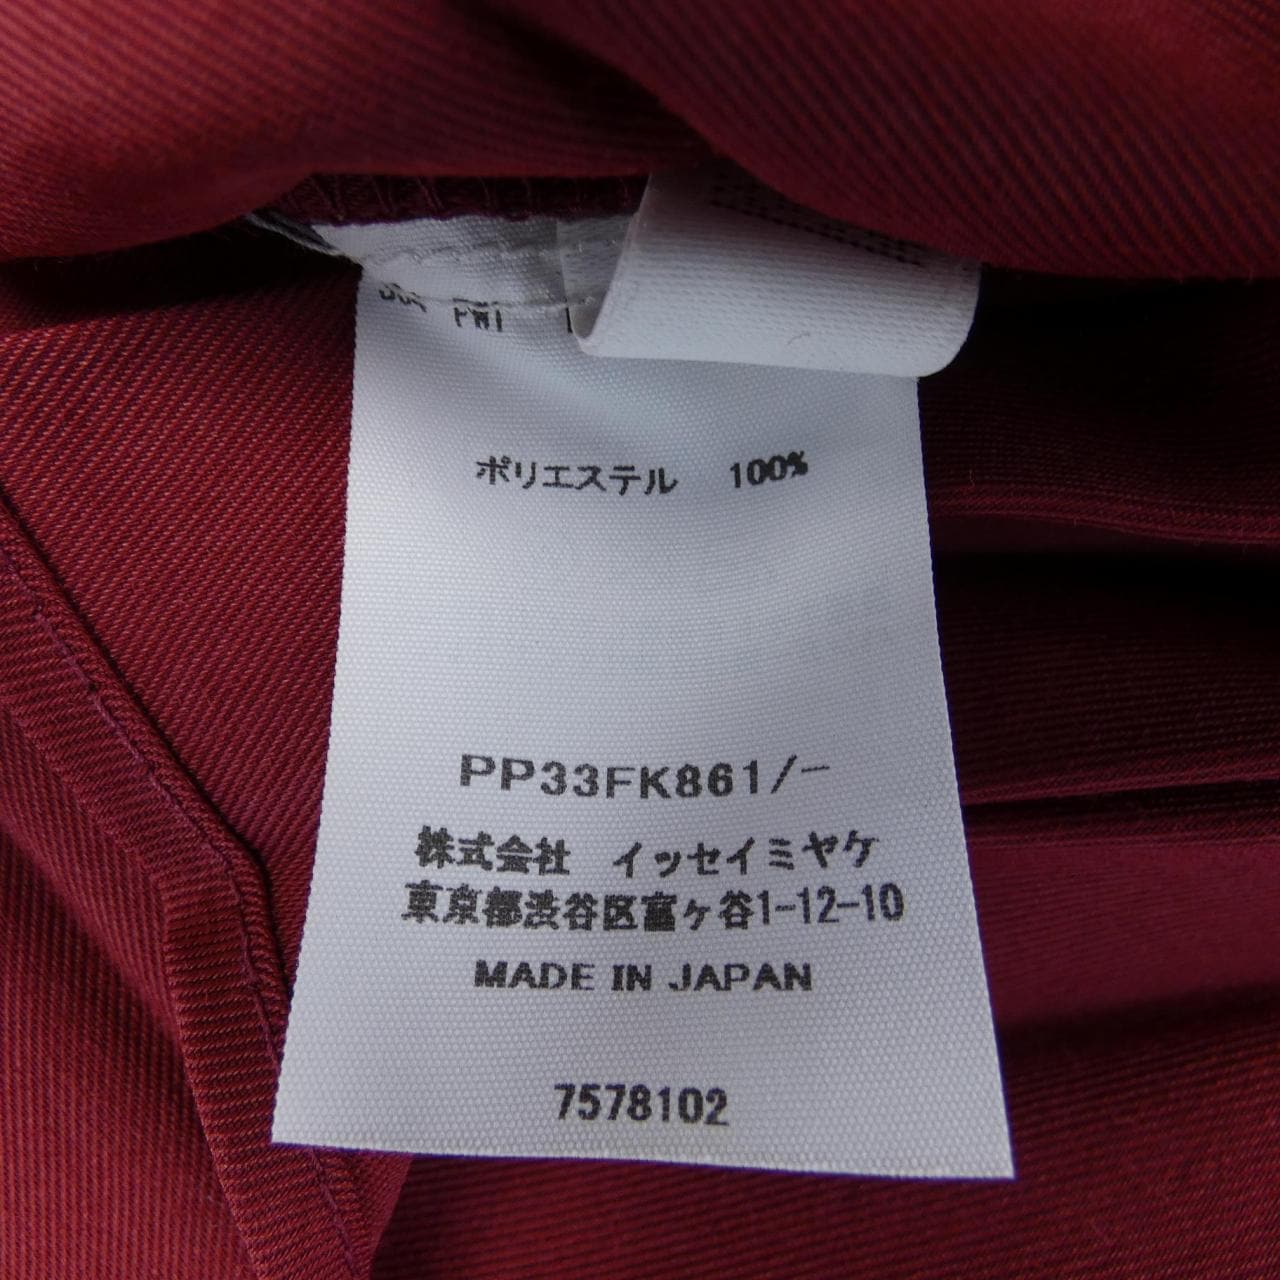 ポリエステル 100%
PP33FK861/-
株式会社 イッセイミヤケ
東京都渋谷区富ヶ谷1-12-10
MADE IN JAPAN
7578102